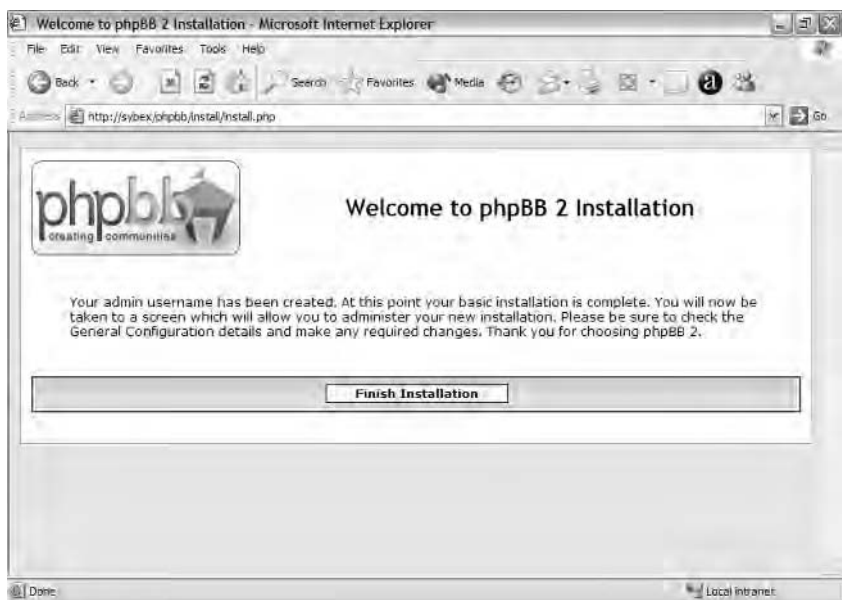 Welcome to phpBB 2 Installation - Microsoft Internet Explorer
File Edit View Favorites Tools Help
Back Search Favorites Media a
Address http://sybex/phpbb/install/install.php Go
phpbb
creating communities
Welcome to phpBB 2 Installation
Your admin username has been created. At this point your basic installation is complete. You will now be
taken to a screen which will allow you to administer your new installation. Please be sure to check the
General Configuration details and make any required changes. Thank you for choosing phpBB 2.
Finish Installation
Done Local intranet